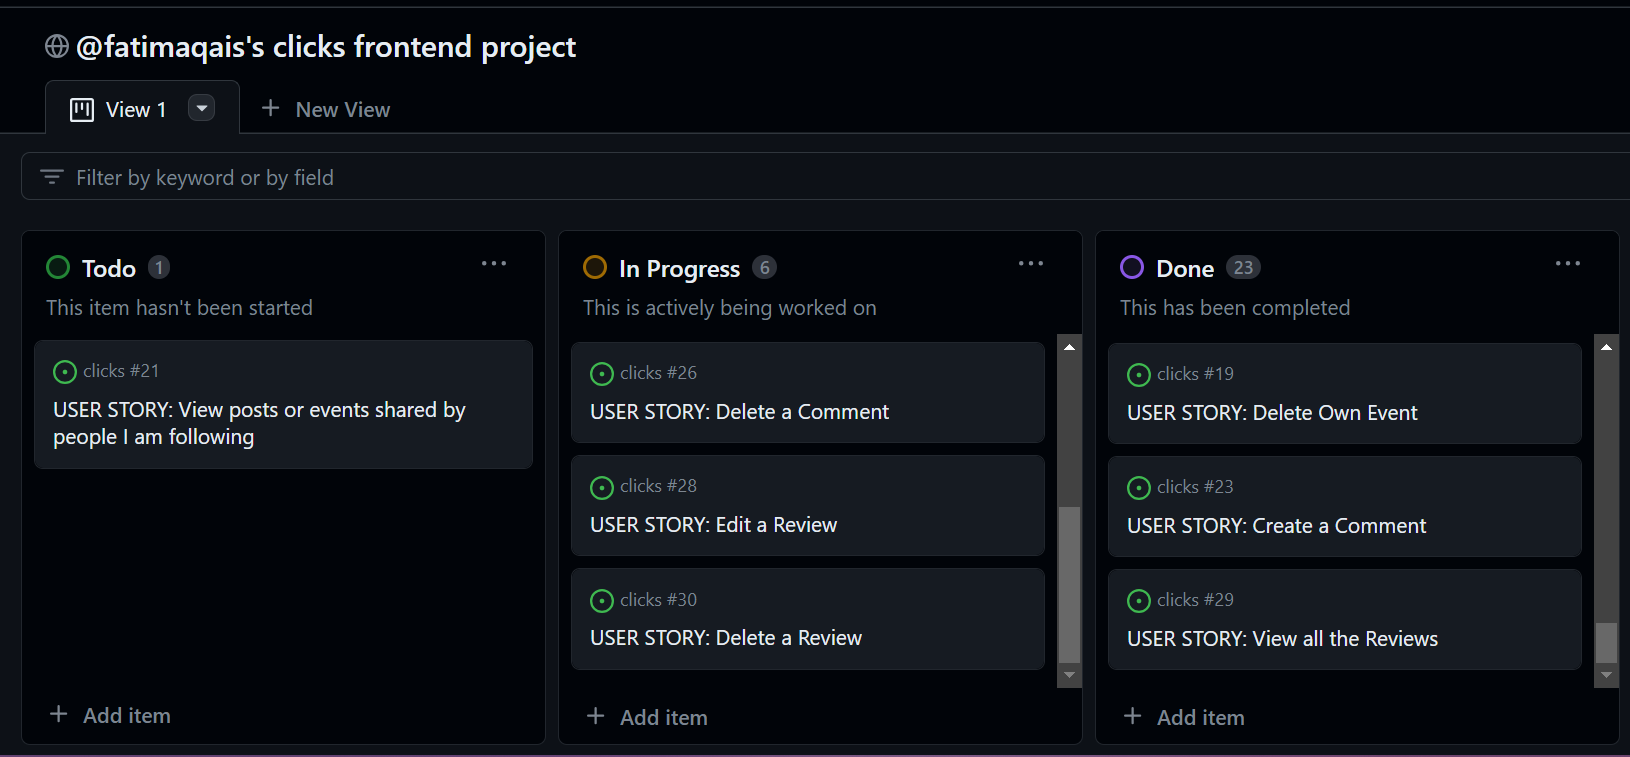 @fatimaqais's clicks frontend project
View 1
New View
Filter by keyword or by field
Todo 1
This item hasn't been started
clicks #21
USER STORY: View posts or events shared by
people I am following
Add item
In Progress 6
This is actively being worked on
clicks #26
USER STORY: Delete a Comment
clicks #28
USER STORY: Edit a Review
clicks #30
USER STORY: Delete a Review
Add item
Done 23
This has been completed
clicks #19
USER STORY: Delete Own Event
clicks #23
USER STORY: Create a Comment
clicks #29
USER STORY: View all the Reviews
Add item